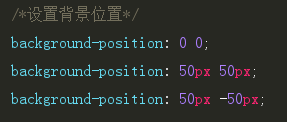 /*设置背景位置*/
background-position: 0 0;
background-position: 50px 50px;
background-position: 50px -50px;